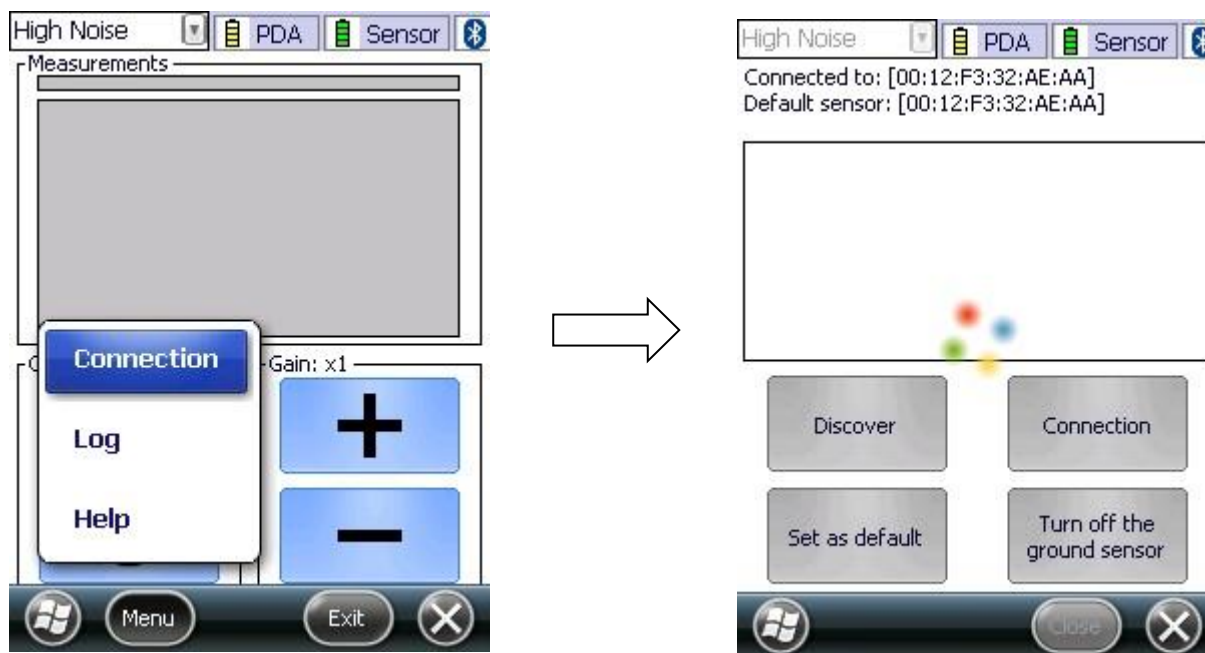 High Noise PDA Sensor
Measurements
Connection
Log
Help
Gain: x1
+
−
Menu Exit
High Noise PDA Sensor
Connected to: [00:12:F3:32:AE:AA]
Default sensor: [00:12:F3:32:AE:AA]
Discover
Connection
Set as default
Turn off the
ground sensor
Close